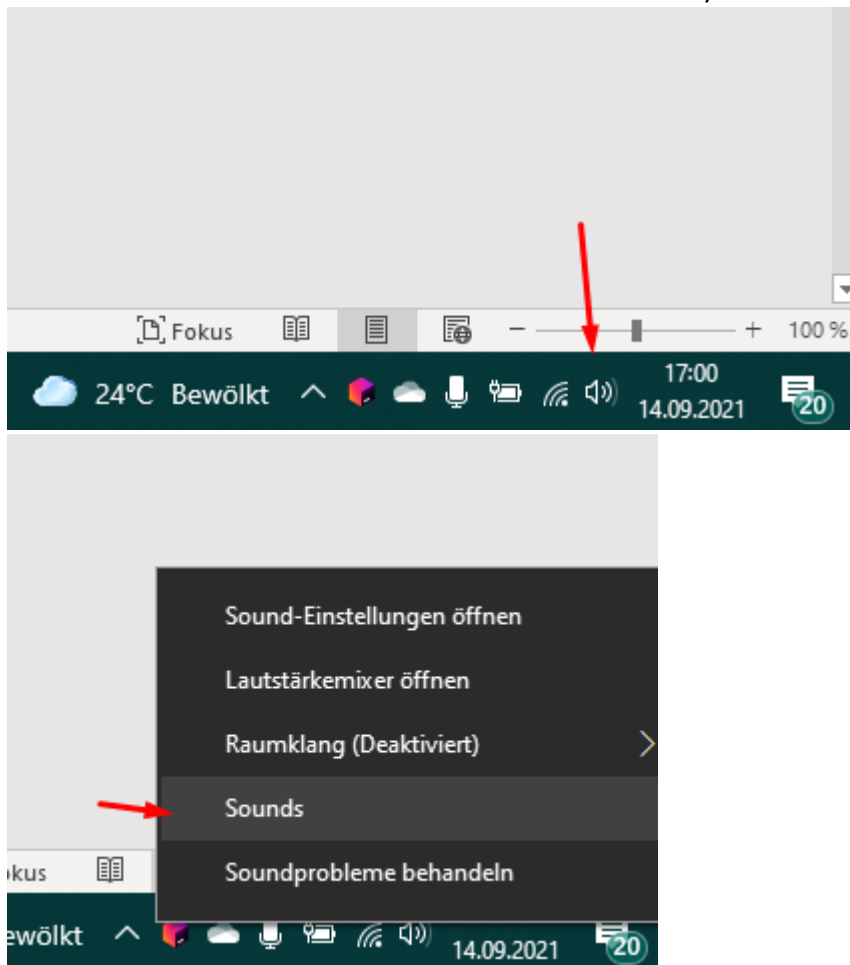 Fokus
100 %
24°C Bewölkt
17:00
14.09.2021
20
Sound-Einstellungen öffnen
Lautstärkemixer öffnen
Raumklang (Deaktiviert)
Sounds
Soundprobleme behandeln
okus
ewölkt
14.09.2021
20